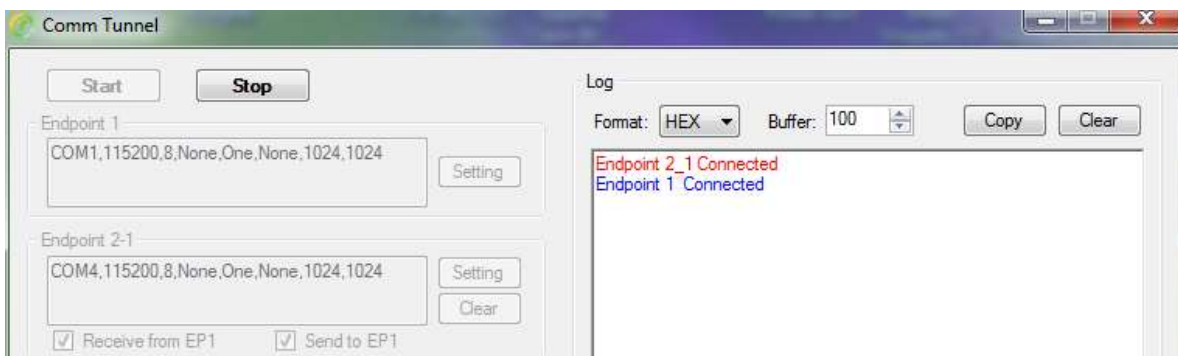 Comm Tunnel
Start Stop
Endpoint 1
COM1,115200,8,None,One,None,1024,1024
Setting
Endpoint 2-1
COM4,115200,8,None,One,None,1024,1024
Setting
Clear
Receive from EP1 Send to EP1
Log
Format: HEX Buffer: 100 Copy Clear
Endpoint 2_1 Connected
Endpoint 1 Connected